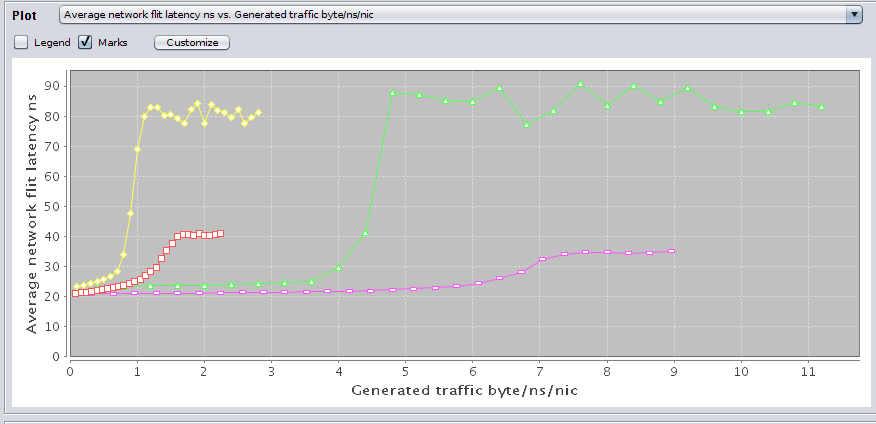 Plot Average network flit latency ns vs. Generated traffic byte/ns/nic
Legend Marks Customize
90
80
70
60
50
40
30
20
10
0
Average network flit latency ns
0 1 2 3 4 5 6 7 8 9 10 11
Generated traffic byte/ns/nic